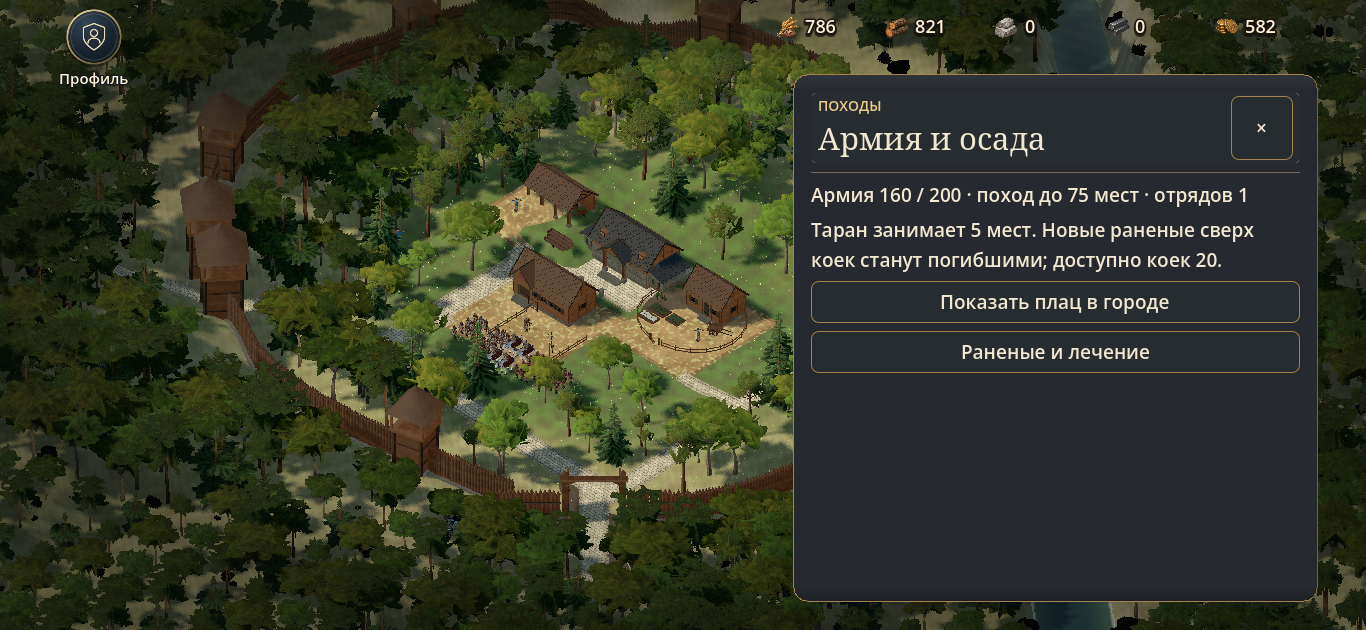 Профиль
786
821
0
0
582
ПОХОДЫ
Армия и осада
×
Армия 160 / 200 · поход до 75 мест · отрядов 1
Таран занимает 5 мест. Новые раненые сверх
коек станут погибшими; доступно коек 20.
Показать плац в городе
Раненые и лечение